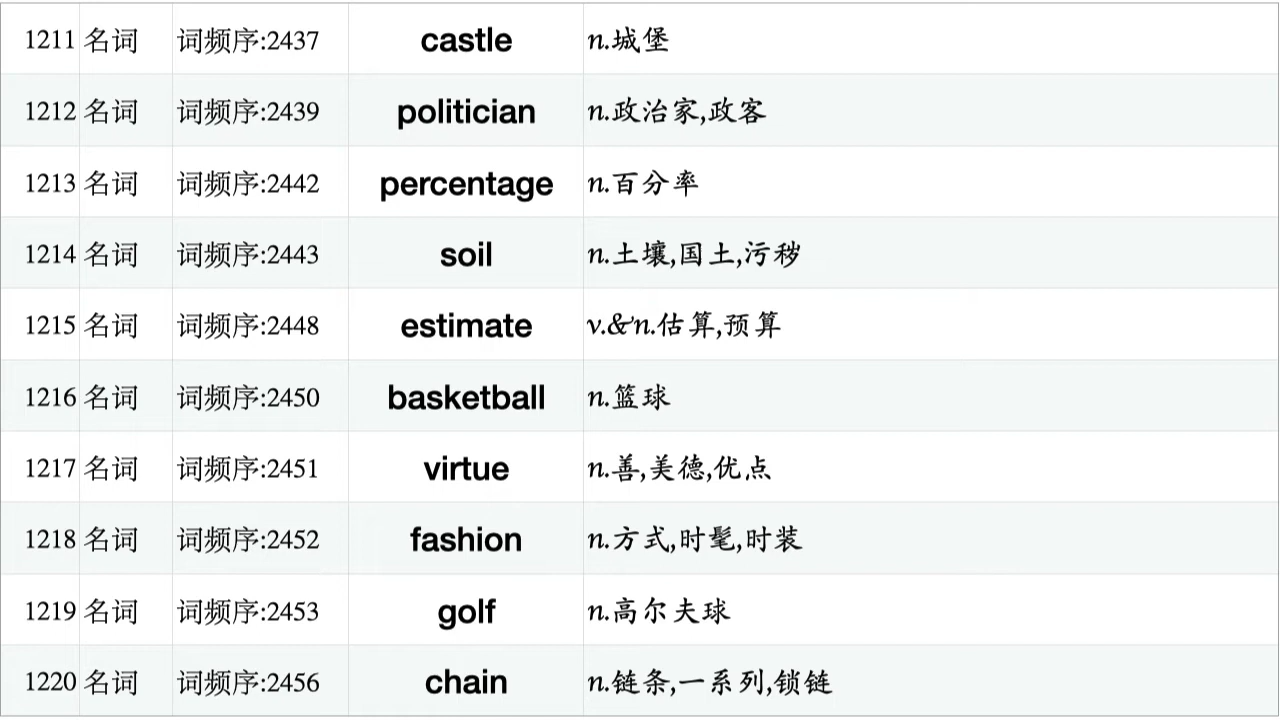 1211 名词 词频序:2437 castle n.城堡
1212 名词 词频序:2439 politician n.政治家,政客
1213 名词 词频序:2442 percentage n.百分率
1214 名词 词频序:2443 soil n.土壤,国土,污秽
1215 名词 词频序:2448 estimate v.&n.估算,预算
1216 名词 词频序:2450 basketball n.篮球
1217 名词 词频序:2451 virtue n.善,美德,优点
1218 名词 词频序:2452 fashion n.方式,时髦,时装
1219 名词 词频序:2453 golf n.高尔夫球
1220 名词 词频序:2456 chain n.链条,一系列,锁链